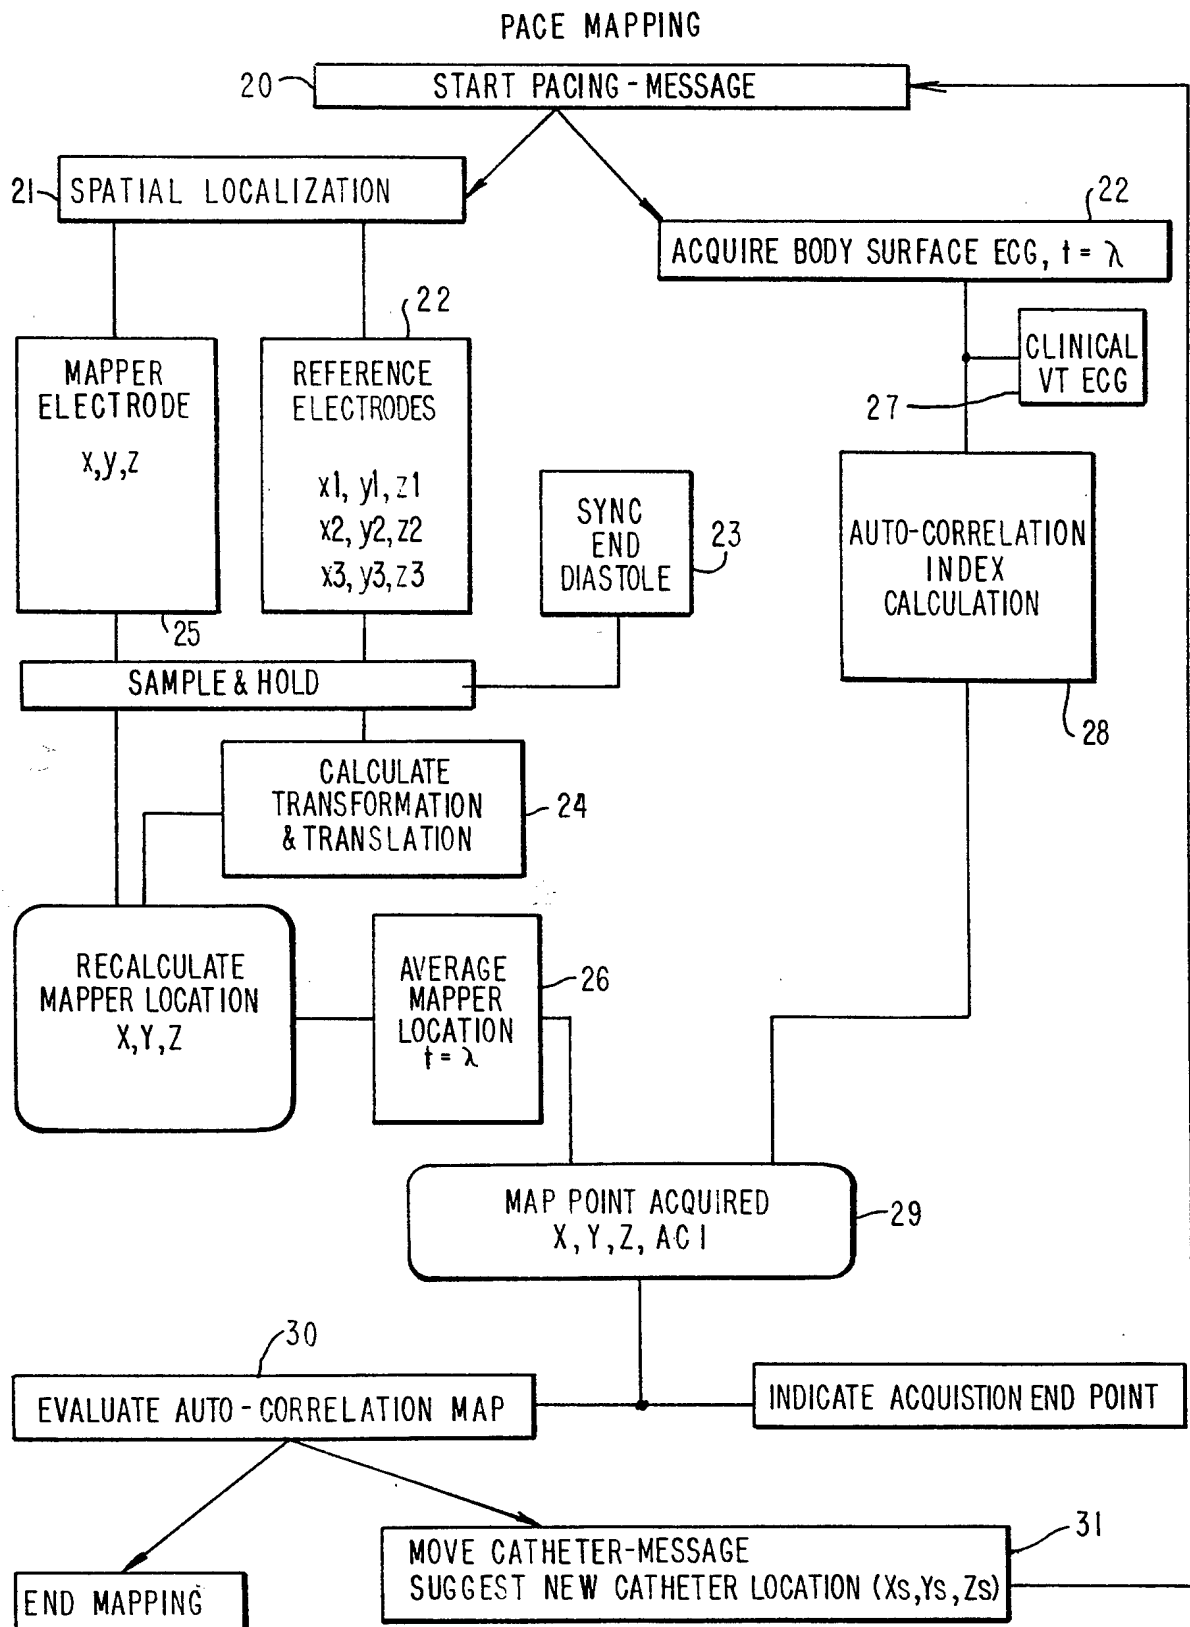 PACE MAPPING
20
START PACING-MESSAGE
21
SPATIAL LOCALIZATION
22
ACQUIRE BODY SURFACE ECG, t = λ
22
MAPPER
ELECTRODE
x,y,z
REFERENCE
ELECTRODES
x1, y1, z1
x2, y2, z2
x3, y3, z3
CLINICAL
VT ECG
27
SYNC
END
DIASTOLE
23
AUTO-CORRELATION
INDEX
CALCULATION
25
SAMPLE & HOLD
28
CALCULATE
TRANSFORMATION
& TRANSLATION
24
RECALCULATE
MAPPER LOCATION
X,Y,Z
AVERAGE
MAPPER
LOCATION
t = λ
26
MAP POINT ACQUIRED
X, Y, Z, ACI
29
30
EVALUATE AUTO-CORRELATION MAP
INDICATE ACQUISTION END POINT
31
MOVE CATHETER-MESSAGE
SUGGEST NEW CATHETER LOCATION (Xs,Ys,Zs)
END MAPPING